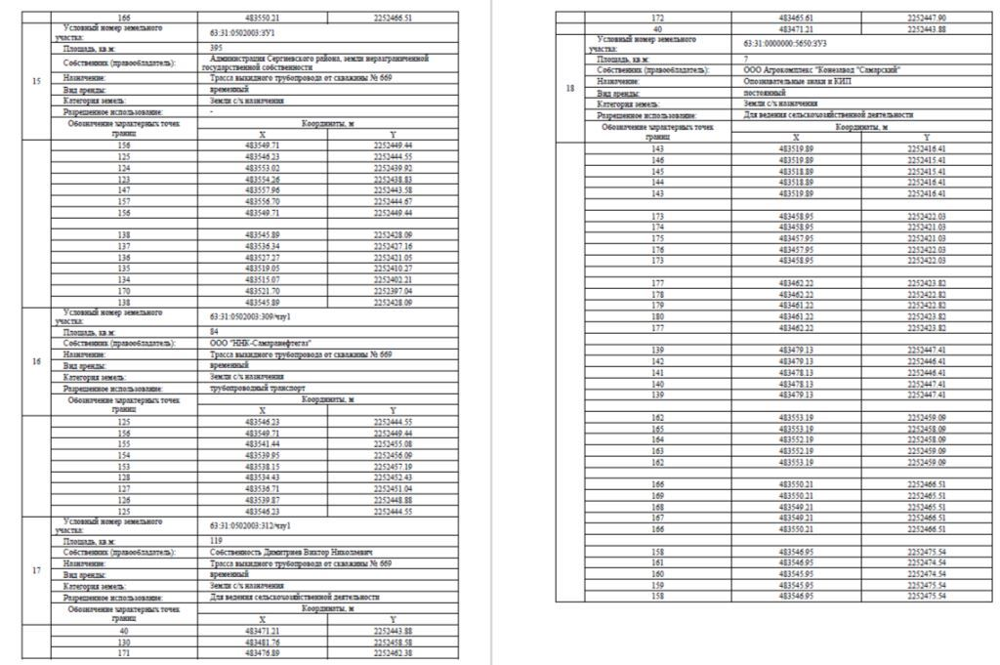 166 483550.21 2252466.51
15
Условный номер земельного участка: 63:31:0502003:ЗУ1
Площадь, кв.м: 395
Собственник (правообладатель): Администрация Сергиевского района, земли неразграниченной государственной собственности
Назначение: Трасса выкидного трубопровода от скважины № 669
Вид аренды: временный
Категория земель: Земли с/х назначения
Разрешенное использование: -
Обозначение характерных точек границ Координаты, м
X Y
156 483549.71 2252449.44
125 483546.23 2252444.55
124 483553.02 2252439.92
123 483554.26 2252438.83
147 483557.96 2252443.58
157 483556.70 2252444.67
156 483549.71 2252449.44
138 483545.89 2252428.09
137 483536.34 2252427.16
136 483527.27 2252421.05
135 483519.05 2252410.27
134 483515.07 2252402.21
170 483521.70 2252397.04
138 483545.89 2252428.09
16
Условный номер земельного участка: 63:31:0502003:309/чзу1
Площадь, кв.м: 84
Собственник (правообладатель): ООО "ННК-Самаранефтегаз"
Назначение: Трасса выкидного трубопровода от скважины № 669
Вид аренды: временный
Категория земель: Земли с/х назначения
Разрешенное использование: трубопроводный транспорт
Обозначение характерных точек границ Координаты, м
X Y
125 483546.23 2252444.55
156 483549.71 2252449.44
155 483541.44 2252455.08
154 483539.95 2252456.09
153 483538.15 2252457.19
128 483534.43 2252452.43
127 483536.71 2252451.04
126 483539.87 2252448.88
125 483546.23 2252444.55
17
Условный номер земельного участка: 63:31:0502003:312/чзу1
Площадь, кв.м: 119
Собственник (правообладатель): Собственность Димитриев Виктор Николаевич
Назначение: Трасса выкидного трубопровода от скважины № 669
Вид аренды: временный
Категория земель: Земли с/х назначения
Разрешенное использование: Для ведения сельскохозяйственной деятельности
Обозначение характерных точек границ Координаты, м
X Y
40 483471.21 2252443.88
130 483481.76 2252458.58
171 483476.89 2252462.38
172 483465.61 2252447.90
40 483471.21 2252443.88
18
Условный номер земельного участка: 63:31:0000000:5650:ЗУ3
Площадь, кв.м: 7
Собственник (правообладатель): ООО Агрокомплекс "Конезавод "Самарский"
Назначение: Опознавательные знаки и КИП
Вид аренды: постоянный
Категория земель: Земли с/х назначения
Разрешенное использование: Для ведения сельскохозяйственной деятельности
Обозначение характерных точек границ Координаты, м
X Y
143 483519.89 2252416.41
146 483519.89 2252415.41
145 483518.89 2252415.41
144 483518.89 2252416.41
143 483519.89 2252416.41
173 483458.95 2252422.03
174 483458.95 2252421.03
175 483457.95 2252421.03
176 483457.95 2252422.03
173 483458.95 2252422.03
177 483462.22 2252423.82
178 483462.22 2252422.82
179 483461.22 2252422.82
180 483461.22 2252423.82
177 483462.22 2252423.82
139 483479.13 2252447.41
142 483479.13 2252446.41
141 483478.13 2252446.41
140 483478.13 2252447.41
139 483479.13 2252447.41
162 483553.19 2252459.09
165 483553.19 2252458.09
164 483552.19 2252458.09
163 483552.19 2252459.09
162 483553.19 2252459.09
166 483550.21 2252466.51
169 483550.21 2252465.51
168 483549.21 2252465.51
167 483549.21 2252466.51
166 483550.21 2252466.51
158 483546.95 2252475.54
161 483546.95 2252474.54
160 483545.95 2252474.54
159 483545.95 2252475.54
158 483546.95 2252475.54